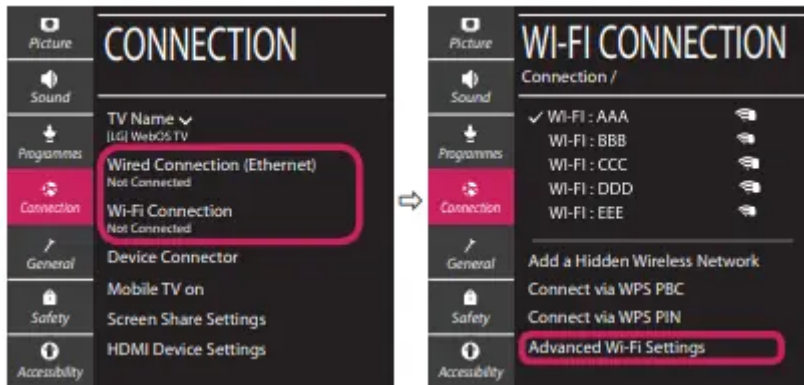 Picture
Sound
Programmes
Connection
General
Safety
Accessibility
CONNECTION
TV Name
[LG] WebOS TV
Wired Connection (Ethernet)
Not Connected
Wi-Fi Connection
Not Connected
Device Connector
Mobile TV on
Screen Share Settings
HDMI Device Settings
Picture
Sound
Programmes
Connection
General
Safety
Accessibility
WI-FI CONNECTION
Connection /
WI-FI : AAA
WI-FI : BBB
WI-FI : CCC
WI-FI : DDD
WI-FI : EEE
Add a Hidden Wireless Network
Connect via WPS PBC
Connect via WPS PIN
Advanced Wi-Fi Settings